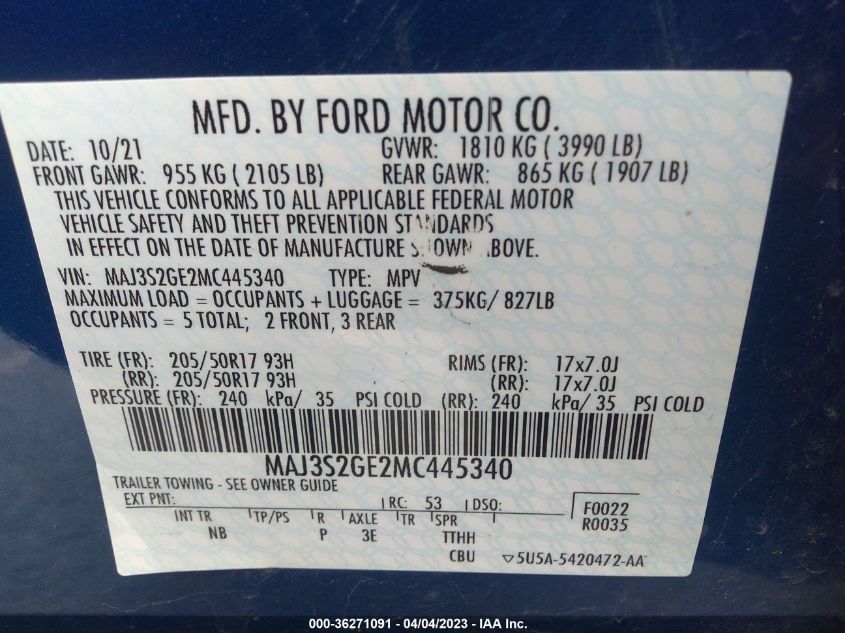 MFD. BY FORD MOTOR CO.
DATE: 10/21 GVWR: 1810 KG ( 3990 LB)
FRONT GAWR: 955 KG ( 2105 LB) REAR GAWR: 865 KG ( 1907 LB)
THIS VEHICLE CONFORMS TO ALL APPLICABLE FEDERAL MOTOR
VEHICLE SAFETY AND THEFT PREVENTION STANDARDS
IN EFFECT ON THE DATE OF MANUFACTURE SHOWN ABOVE.
VIN: MAJ3S2GE2MC445340 TYPE: MPV
MAXIMUM LOAD = OCCUPANTS + LUGGAGE = 375KG/ 827LB
OCCUPANTS = 5 TOTAL; 2 FRONT, 3 REAR
TIRE (FR): 205/50R17 93H RIMS (FR): 17x7.0J
(RR): 205/50R17 93H (RR): 17x7.0J
PRESSURE (FR): 240 kPa/ 35 PSI COLD (RR): 240 kPa/ 35 PSI COLD
MAJ3S2GE2MC445340
TRAILER TOWING - SEE OWNER GUIDE
EXT PNT: RC: 53 DSO: F0022
R0035
INT TR TP/PS R AXLE TR SPR
NB P 3E TTHH
CBU ▽5U5A-5420472-AA
000-36271091 - 04/04/2023 - IAA Inc.